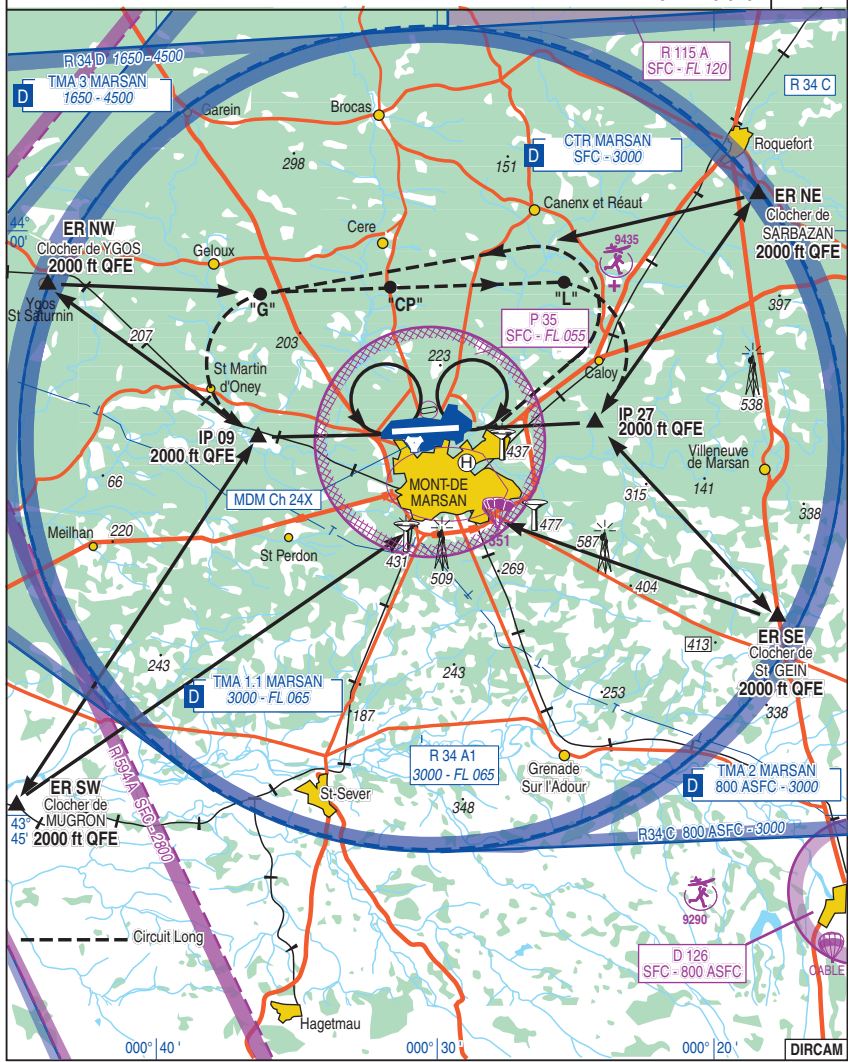 R 34 D 1650-4500
D
TMA 3 MARSAN
1650 - 4500
R 115 A
SFC - FL 120
R 34 C
Garein
Brocas
Roquefort
D
CTR MARSAN
SFC - 3000
298
151
ER NE
Clocher de
SARBAZAN
2000 ft QFE
44°
00'
ER NW
Clocher de YGOS
2000 ft QFE
Canenx et Réaut
Cere
Geloux
9435
Ygos
St Saturnin
"G"
"CP"
"L"
397
207
203
P 35
SFC - FL 055
223
St Martin
d'Oney
Caloy
538
IP 09
2000 ft QFE
IP 27
2000 ft QFE
437
H
Villeneuve
de Marsan
66
MDM Ch 24X
MONT-DE
MARSAN
315
141
338
Meilhan
220
St Perdon
351
477
587
431
509
269
404
ER SE
Clocher de
St GEIN
2000 ft QFE
413
243
D
TMA 1.1 MARSAN
3000 - FL 065
243
253
187
338
R 34 A1
3000 - FL 065
Grenade
Sur l'Adour
D
TMA 2 MARSAN
800 ASFC - 3000
R 594 A SFC - 2800
ER SW
Clocher de
MUGRON
2000 ft QFE
43°
45'
St-Sever
348
R34 C 800 ASFC - 3000
9290
D 126
SFC - 800 ASFC
CABLE
Circuit Long
Hagetmau
000° 40'
000° 30'
000° 20'
DIRCAM